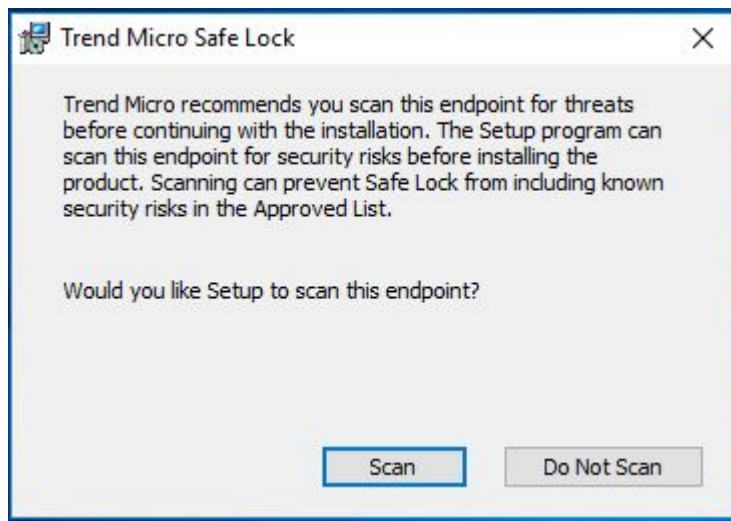 Trend Micro Safe Lock
Trend Micro recommends you scan this endpoint for threats
before continuing with the installation. The Setup program can
scan this endpoint for security risks before installing the
product. Scanning can prevent Safe Lock from including known
security risks in the Approved List.
Would you like Setup to scan this endpoint?
Scan
Do Not Scan